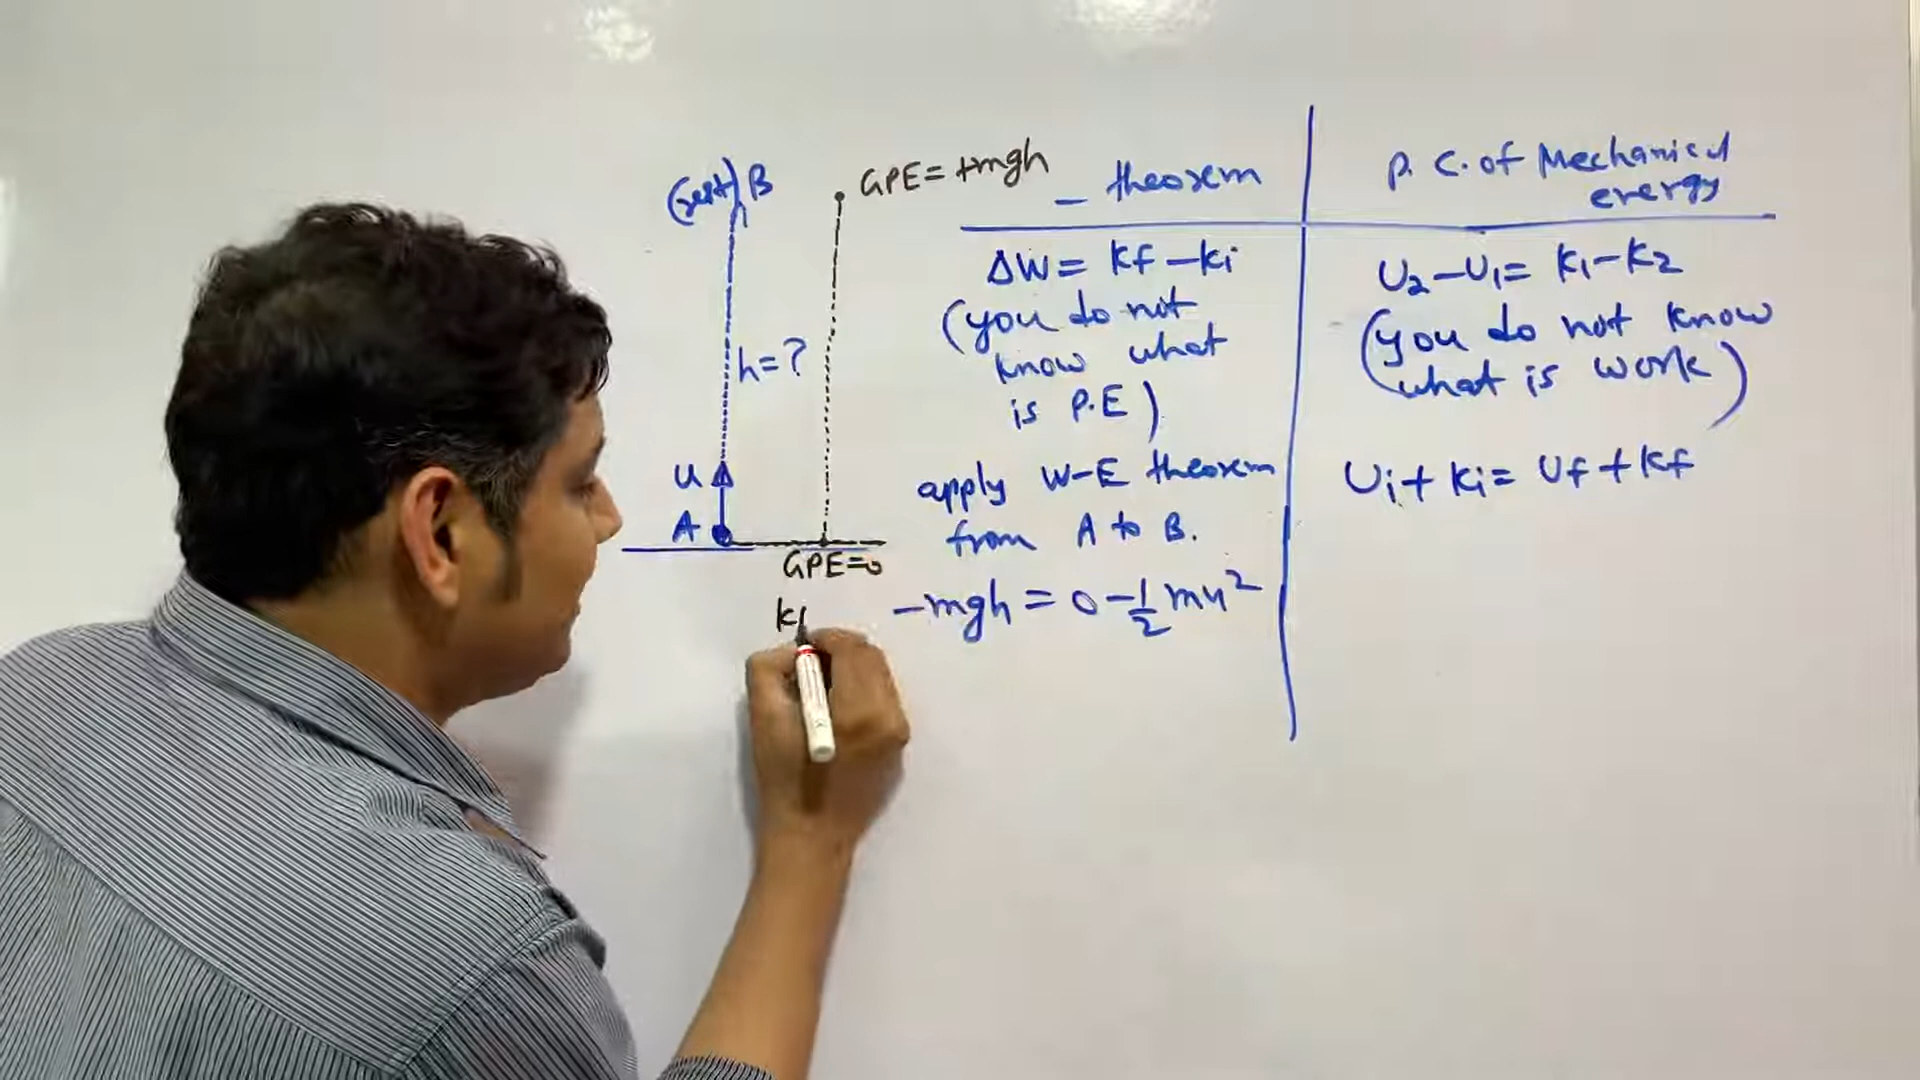 (rest) B
GPE = +mgh
h = ?
u
A
GPE=0
Ki
- theorem
ΔW = Kf - Ki
(you do not
know what
is P.E)
apply W-E theorem
from A to B.
-mgh = 0 - 1/2 mu²
P. C. of Mechanical
energy
U₂ - U₁ = K₁ - K₂
(you do not know
what is work)
Ui + Ki = Uf + Kf